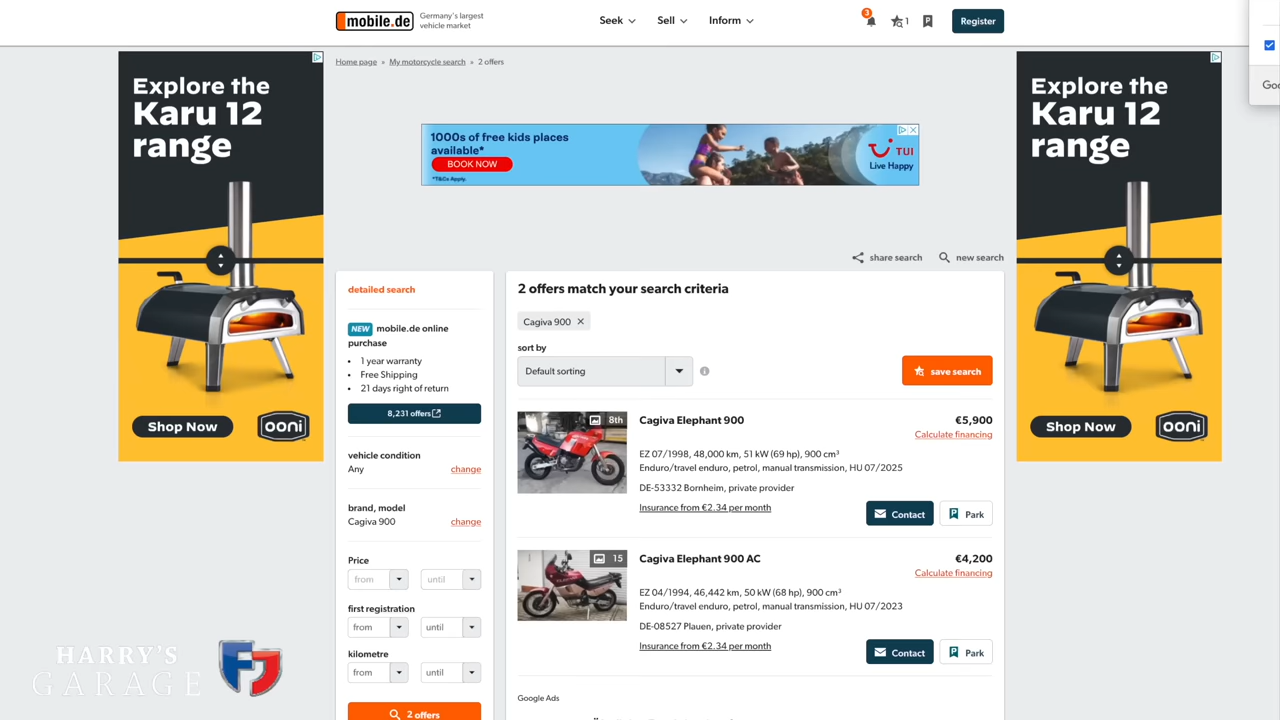 mobile.de
Germany's largest
vehicle market
Seek
Sell
Inform
3
1
Register
Home page » My motorcycle search » 2 offers
Explore the
Karu 12
range
Shop Now
ooni
1000s of free kids places
available*
BOOK NOW
*T&Cs Apply.
TUI
Live Happy
Explore the
Karu 12
range
Shop Now
ooni
Goo
share search
new search
detailed search
NEW mobile.de online
purchase
• 1 year warranty
• Free Shipping
• 21 days right of return
8,231 offers
vehicle condition
Any change
brand, model
Cagiva 900 change
Price
from until
first registration
from until
kilometre
from until
2 offers
2 offers match your search criteria
Cagiva 900 ✕
sort by
Default sorting
save search
8th
Cagiva Elephant 900 €5,900
Calculate financing
EZ 07/1998, 48,000 km, 51 kW (69 hp), 900 cm³
Enduro/travel enduro, petrol, manual transmission, HU 07/2025
DE-53332 Bornheim, private provider
Insurance from €2.34 per month
Contact
Park
15
Cagiva Elephant 900 AC €4,200
Calculate financing
EZ 04/1994, 46,442 km, 50 kW (68 hp), 900 cm³
Enduro/travel enduro, petrol, manual transmission, HU 07/2023
DE-08527 Plauen, private provider
Insurance from €2.34 per month
Contact
Park
Google Ads
HARRY'S
GARAGE